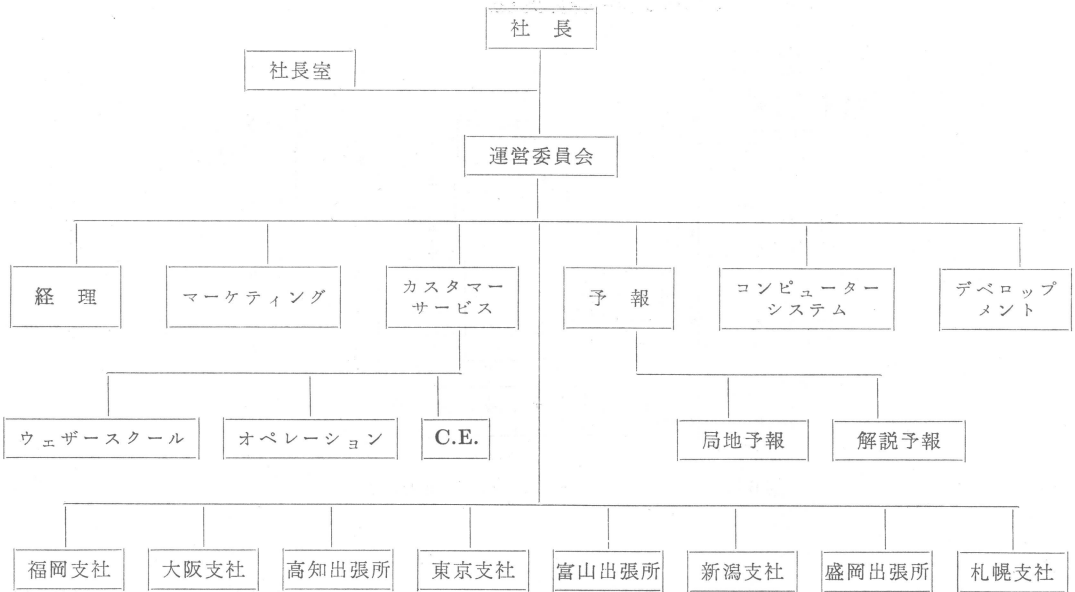 社長
社長室
運営委員会
経理
マーケティング
カスタマー
サービス
予報
コンピューター
システム
デベロップ
メント
ウェザースクール
オペレーション
C.E.
局地予報
解説予報
福岡支社
大阪支社
高知出張所
東京支社
富山出張所
新潟支社
盛岡出張所
札幌支社